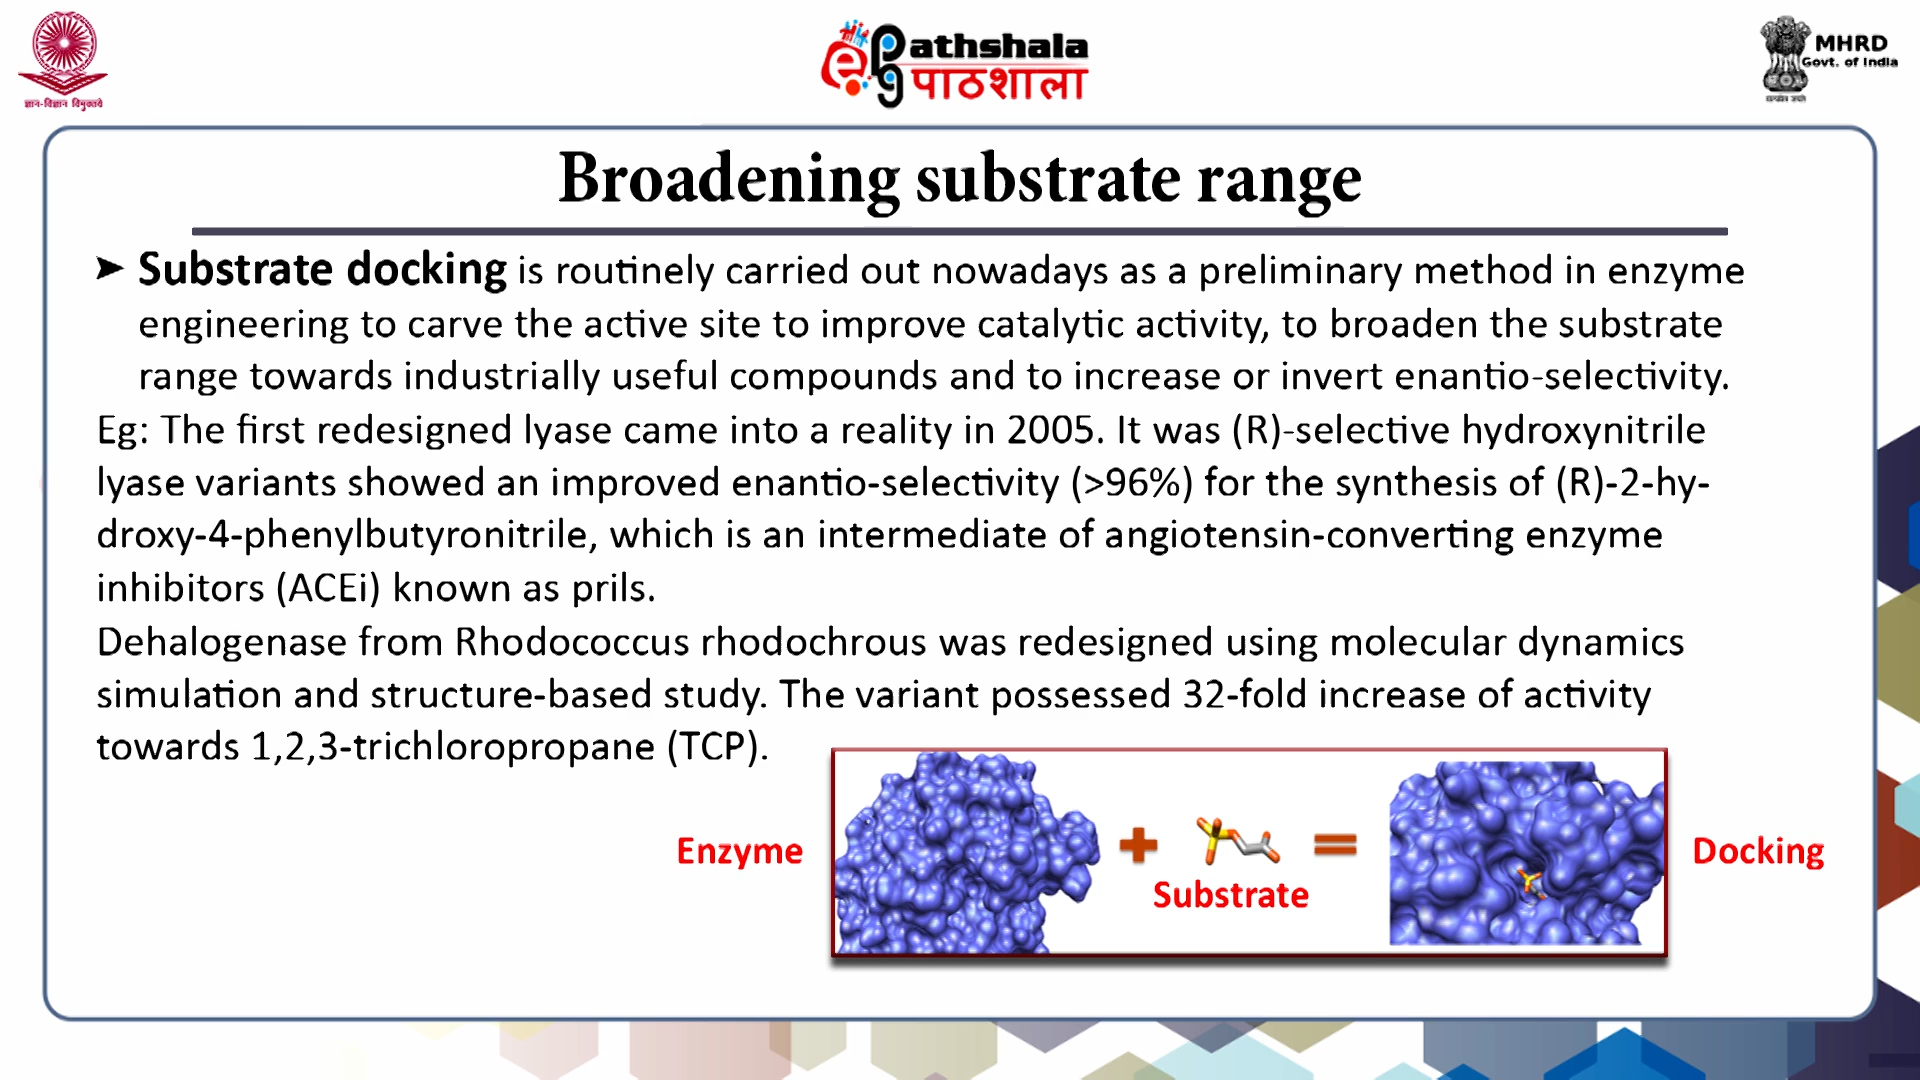 ज्ञान-विज्ञान विमुक्तये
ePg Pathshala
पाठशाला
MHRD
Govt. of India
सत्यमेव जयते
Broadening substrate range
➤ Substrate docking is routinely carried out nowadays as a preliminary method in enzyme
engineering to carve the active site to improve catalytic activity, to broaden the substrate
range towards industrially useful compounds and to increase or invert enantio-selectivity.
Eg: The first redesigned lyase came into a reality in 2005. It was (R)-selective hydroxynitrile
lyase variants showed an improved enantio-selectivity (>96%) for the synthesis of (R)-2-hy-
droxy-4-phenylbutyronitrile, which is an intermediate of angiotensin-converting enzyme
inhibitors (ACEi) known as prils.
Dehalogenase from Rhodococcus rhodochrous was redesigned using molecular dynamics
simulation and structure-based study. The variant possessed 32-fold increase of activity
towards 1,2,3-trichloropropane (TCP).
Enzyme
+
=
Substrate
Docking